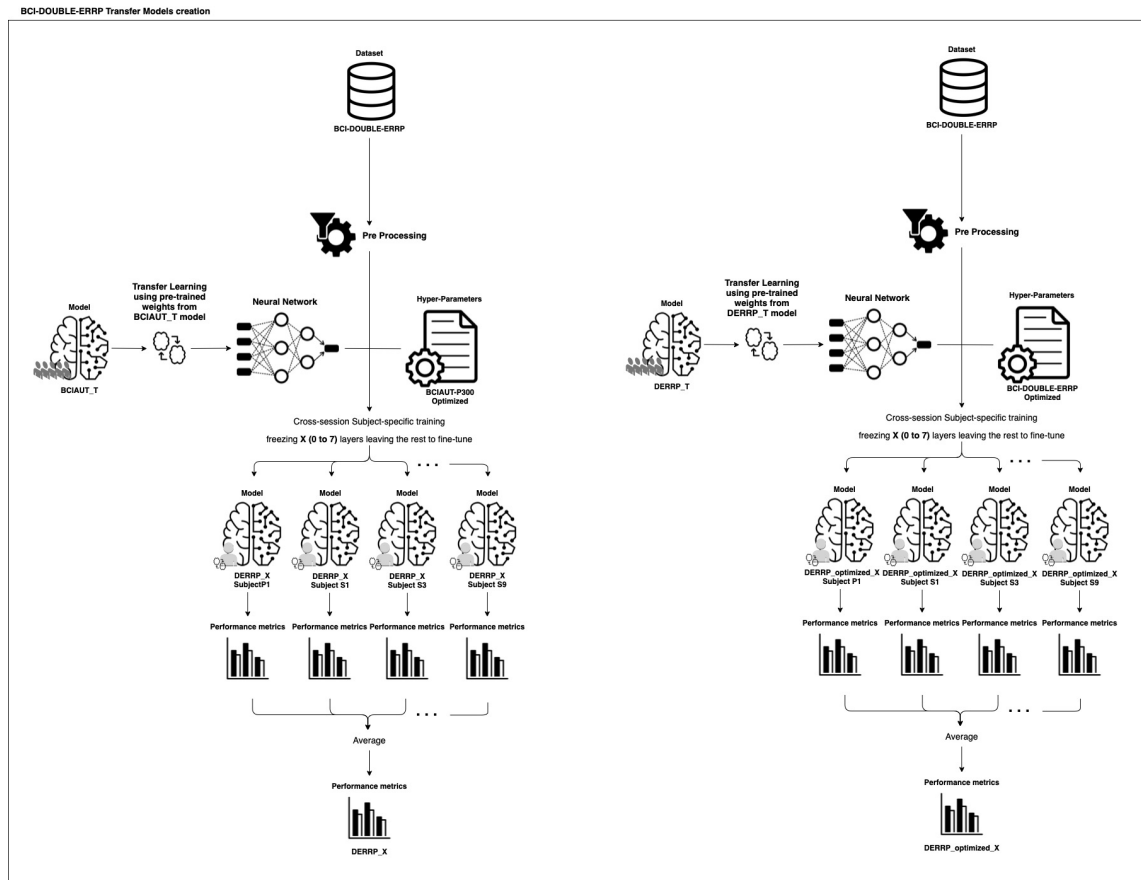 BCI-DOUBLE-ERRP Transfer Models creation
Dataset
BCI-DOUBLE-ERRP
Pre Processing
Transfer Learning
using pre-trained
weights from
BCIAUT_T model
Model
BCIAUT_T
Neural Network
Hyper-Parameters
BCIAUT-P300
Optimized
Cross-session Subject-specific training
freezing X (0 to 7) layers leaving the rest to fine-tune
. . .
Model Model Model Model
DERRP_X DERRP_X DERRP_X DERRP_X
SubjectP1 Subject S1 Subject S3 Subject S9
Performance metrics Performance metrics Performance metrics Performance metrics
. . .
Average
Performance metrics
DERRP_X
Dataset
BCI-DOUBLE-ERRP
Pre Processing
Transfer Learning
using pre-trained
weights from
DERRP_T model
Model
DERRP_T
Neural Network
Hyper-Parameters
BCI-DOUBLE-ERRP
Optimized
Cross-session Subject-specific training
freezing X (0 to 7) layers leaving the rest to fine-tune
. . .
Model Model Model Model
DERRP_optimized_X DERRP_optimized_X DERRP_optimized_X DERRP_optimized_X
Subject P1 Subject S1 Subject S3 Subject S9
Performance metrics Performance metrics Performance metrics Performance metrics
. . .
Average
Performance metrics
DERRP_optimized_X